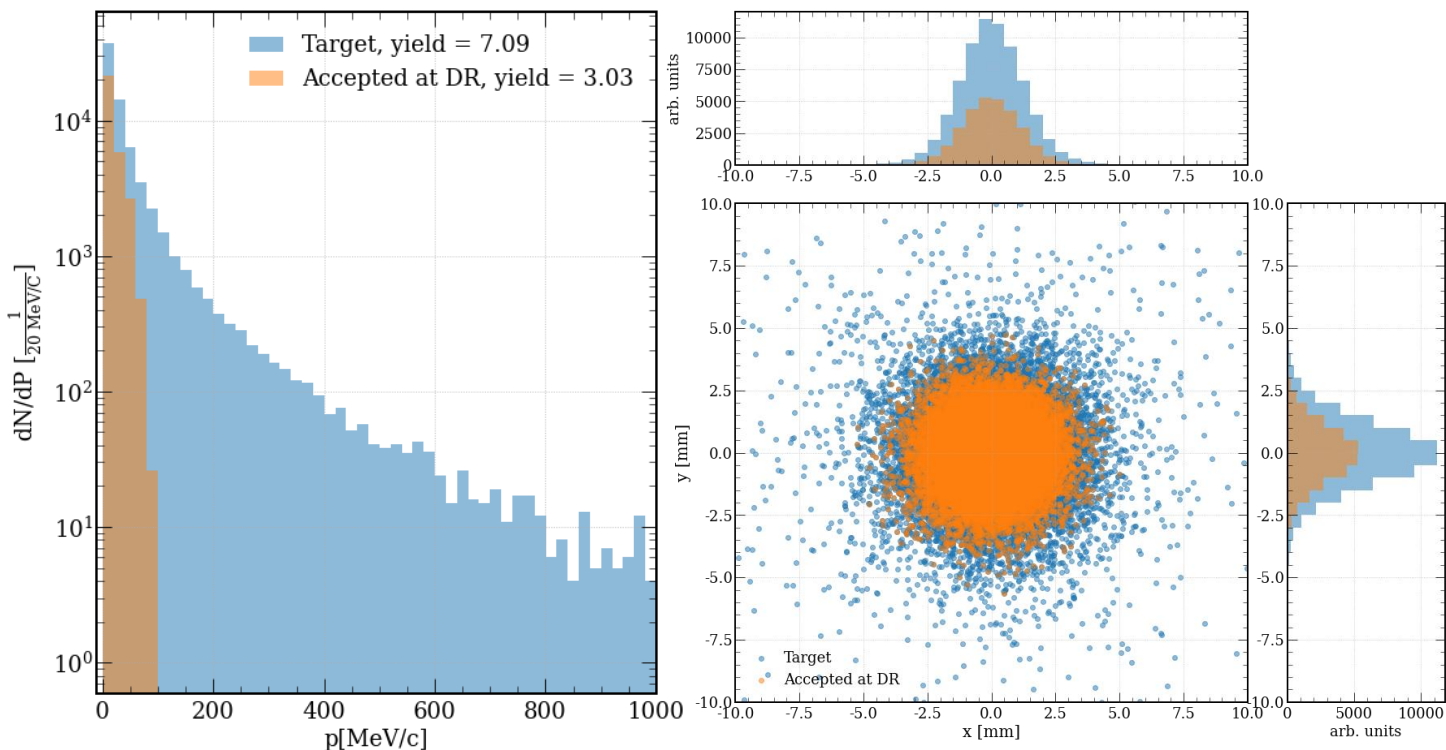 Target, yield = 7.09
Accepted at DR, yield = 3.03
10⁴
10³
10²
10¹
10⁰
dN/dP [1/20 MeV/C]
0 200 400 600 800 1000
p[MeV/c]
arb. units
10000
7500
5000
2500
0
-10.0 -7.5 -5.0 -2.5 0.0 2.5 5.0 7.5 10.0
y [mm]
10.0
7.5
5.0
2.5
0.0
-2.5
-5.0
-7.5
-10.0
Target
Accepted at DR
-10.0 -7.5 -5.0 -2.5 0.0 2.5 5.0 7.5 10.0
x [mm]
10.0
7.5
5.0
2.5
0.0
-2.5
-5.0
-7.5
-10.0
0 5000 10000
arb. units